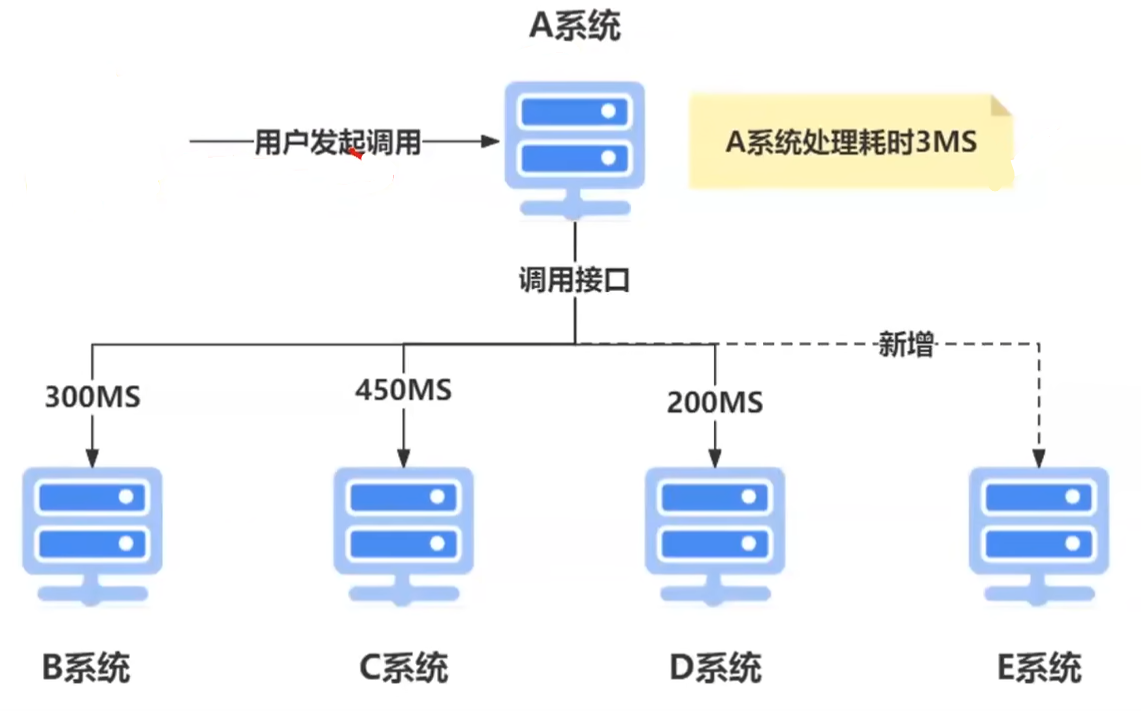 A系统
用户发起调用
A系统处理耗时3MS
调用接口
新增
300MS
450MS
200MS
B系统
C系统
D系统
E系统